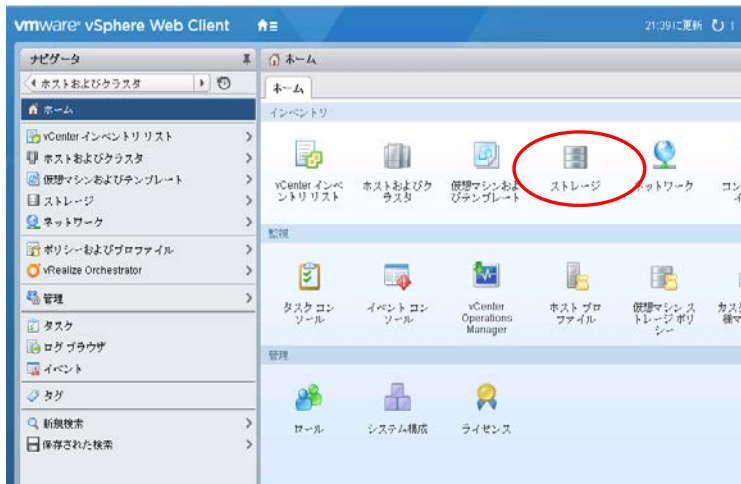 vmware® vSphere Web Client
21:39に更新
ナビゲータ
ホーム
ホストおよびクラスタ
ホーム
ホーム
インベントリ
vCenter インベントリ リスト
ホストおよびクラスタ
仮想マシンおよびテンプレート
ストレージ
ネットワーク
ポリシーおよびプロファイル
vRealize Orchestrator
管理
タスク
ログ ブラウザ
イベント
タグ
新規検索
保存された検索
vCenter インベ
ントリ リスト
ホストおよびク
ラスタ
仮想マシンおよ
びテンプレート
ストレージ
ネットワーク
コン
監視
タスク コン
ソール
イベント コン
ソール
vCenter
Operations
Manager
ホスト プロ
ファイル
仮想マシン ス
トレージ ポリ
シー
カスタ
管理
ロール
システム構成
ライセンス